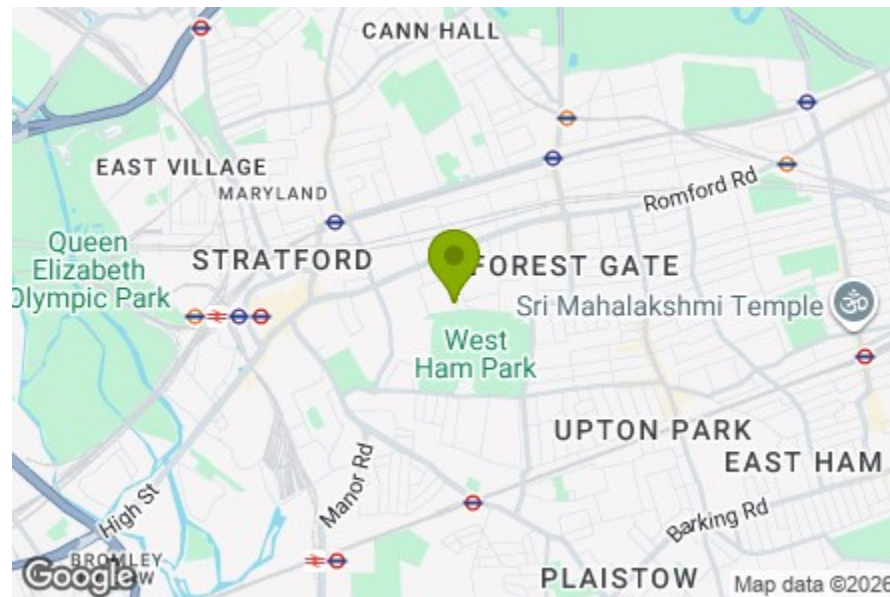 CANN HALL
EAST VILLAGE
MARYLAND
Romford Rd
Queen
Elizabeth
Olympic Park
STRATFORD
FOREST GATE
Sri Mahalakshmi Temple
West
Ham Park
UPTON PARK
EAST HAM
Manor Rd
High St
Barking Rd
BROMLEY
Google
PLAISTOW
Map data ©2026